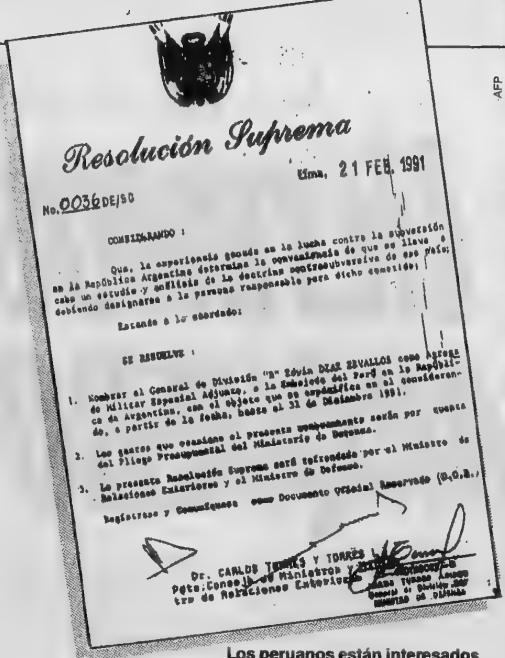 AFP
Resolución Suprema
Lima, 21 FEB. 1991
No. 0036 DE/SG
CONSIDERANDO :
Que, la experiencia ganada en la lucha contra la subversión
en la República Argentina determina la conveniencia de que se lleve a
cabo un estudio y análisis de la doctrina contrasubversiva de ese país;
debiendo designarse a la persona responsable para dicho cometido;
Estando a lo acordado;
SE RESUELVE :
1. Nombrar al General de División "R" Edwin DIAZ ZEVALLOS como Agrega
do Militar Especial Adjunto, a la Embajada del Perú en la Repúbli-
ca de Argentina, con el objeto que se especifica en el consideran-
do, a partir de la fecha, hasta el 31 de Diciembre 1991.
2. Los gastos que ocasione el presente nombramiento serán por cuenta
del Pliego Presupuestal del Ministerio de Defensa.
3. La presente Resolución Suprema será refrendada por el Ministro de
Relaciones Exteriores y el Ministro de Defensa.
Regístrese y Comuníquese como Documento Oficial Reservado (D.O.R.)
Dr. CARLOS TORRES Y TORRES
Pdte. Consejo de Ministros y
tro de Relaciones Exteriores
General de División
MINISTRO DE DEFENSA
Los peruanos están interesados